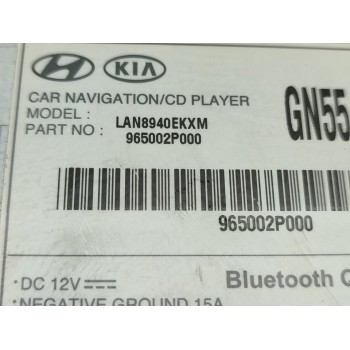 KIA
CAR NAVIGATION/CD PLAYER
MODEL : LAN8940EKXM
PART NO : 965002P000
GN55
965002P000
•DC 12V⎓
Bluetooth
•NEGATIVE GROUND 15A